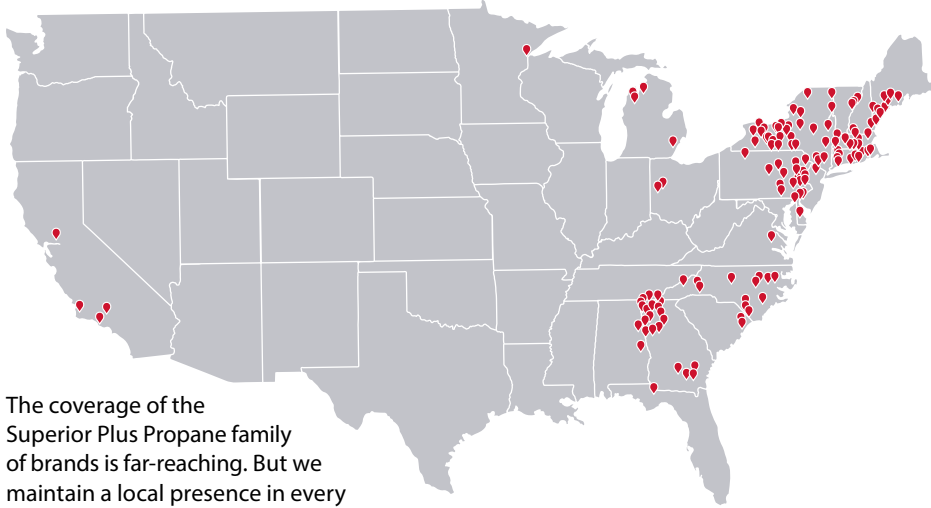 The coverage of the
Superior Plus Propane family
of brands is far-reaching. But we
maintain a local presence in every